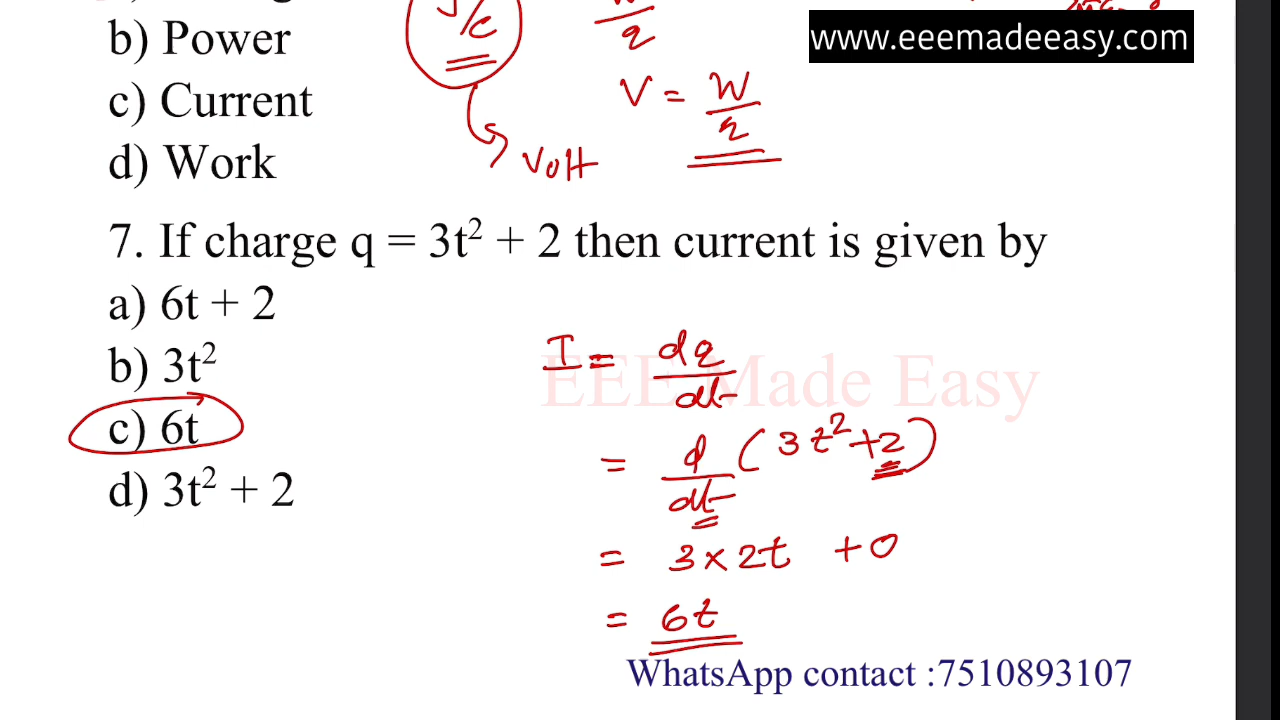 b) Power
c) Current
d) Work
J/c
Volt
q
V = W/q
www.eeemadeeasy.com
7. If charge q = 3t² + 2 then current is given by
a) 6t + 2
b) 3t²
c) 6t
d) 3t² + 2
EEE Made Easy
I = dq/dt
= d/dt (3t²+2)
= 3×2t +0
= 6t
WhatsApp contact :7510893107